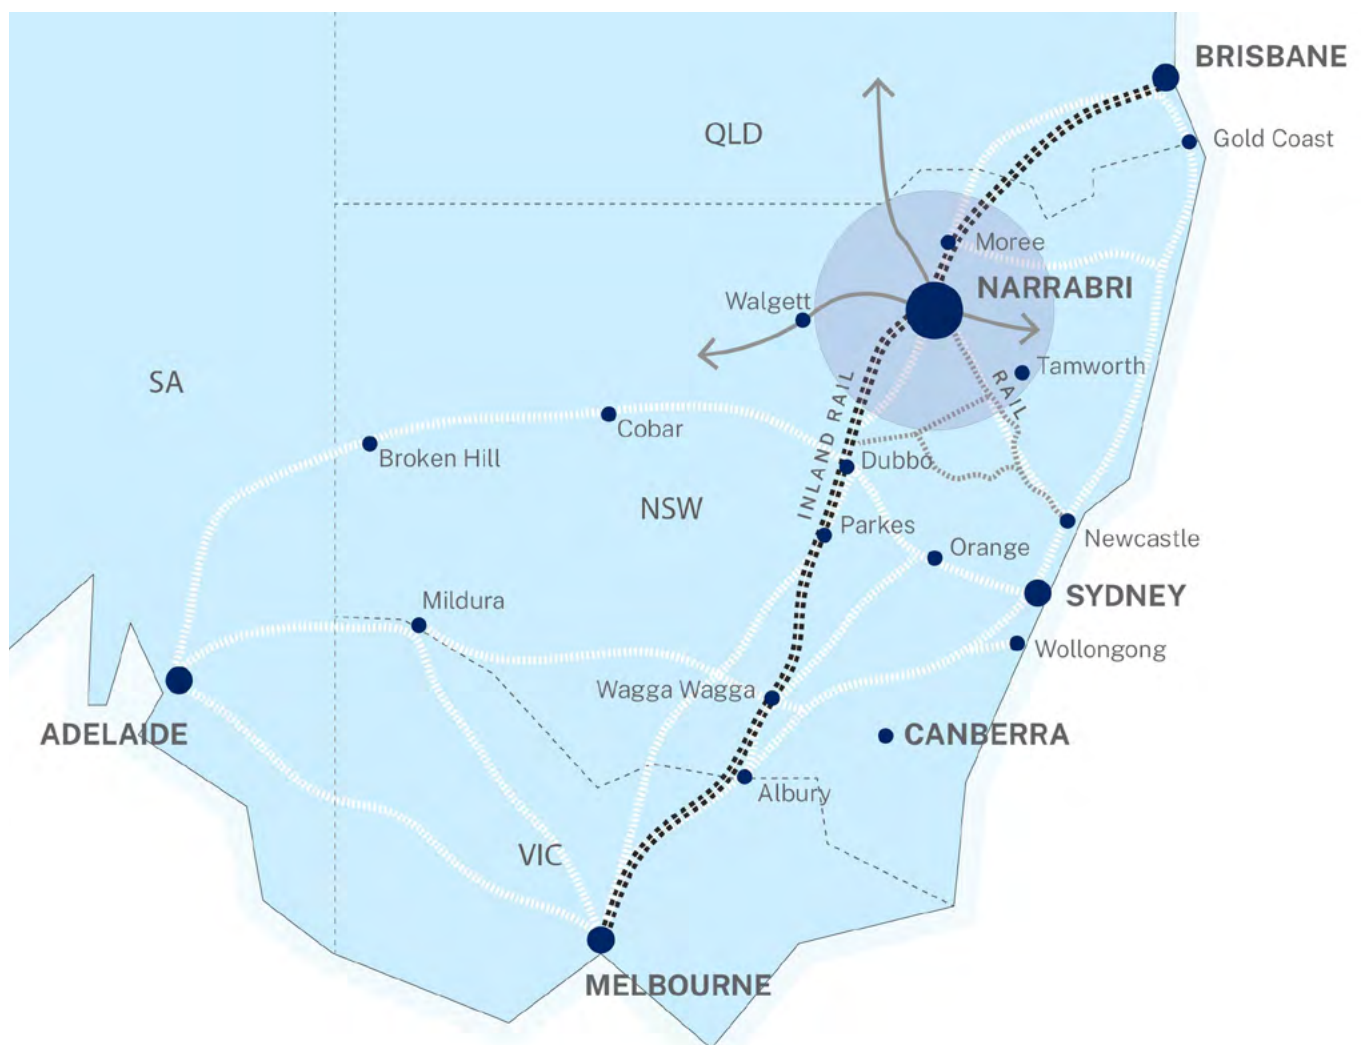 BRISBANE
QLD
Gold Coast
Moree
NARRABRI
Walgett
SA
Tamworth
RAIL
INLAND RAIL
Cobar
Broken Hill
Dubbo
NSW
Parkes
Orange
Newcastle
Mildura
SYDNEY
Wollongong
Wagga Wagga
ADELAIDE
CANBERRA
Albury
VIC
MELBOURNE